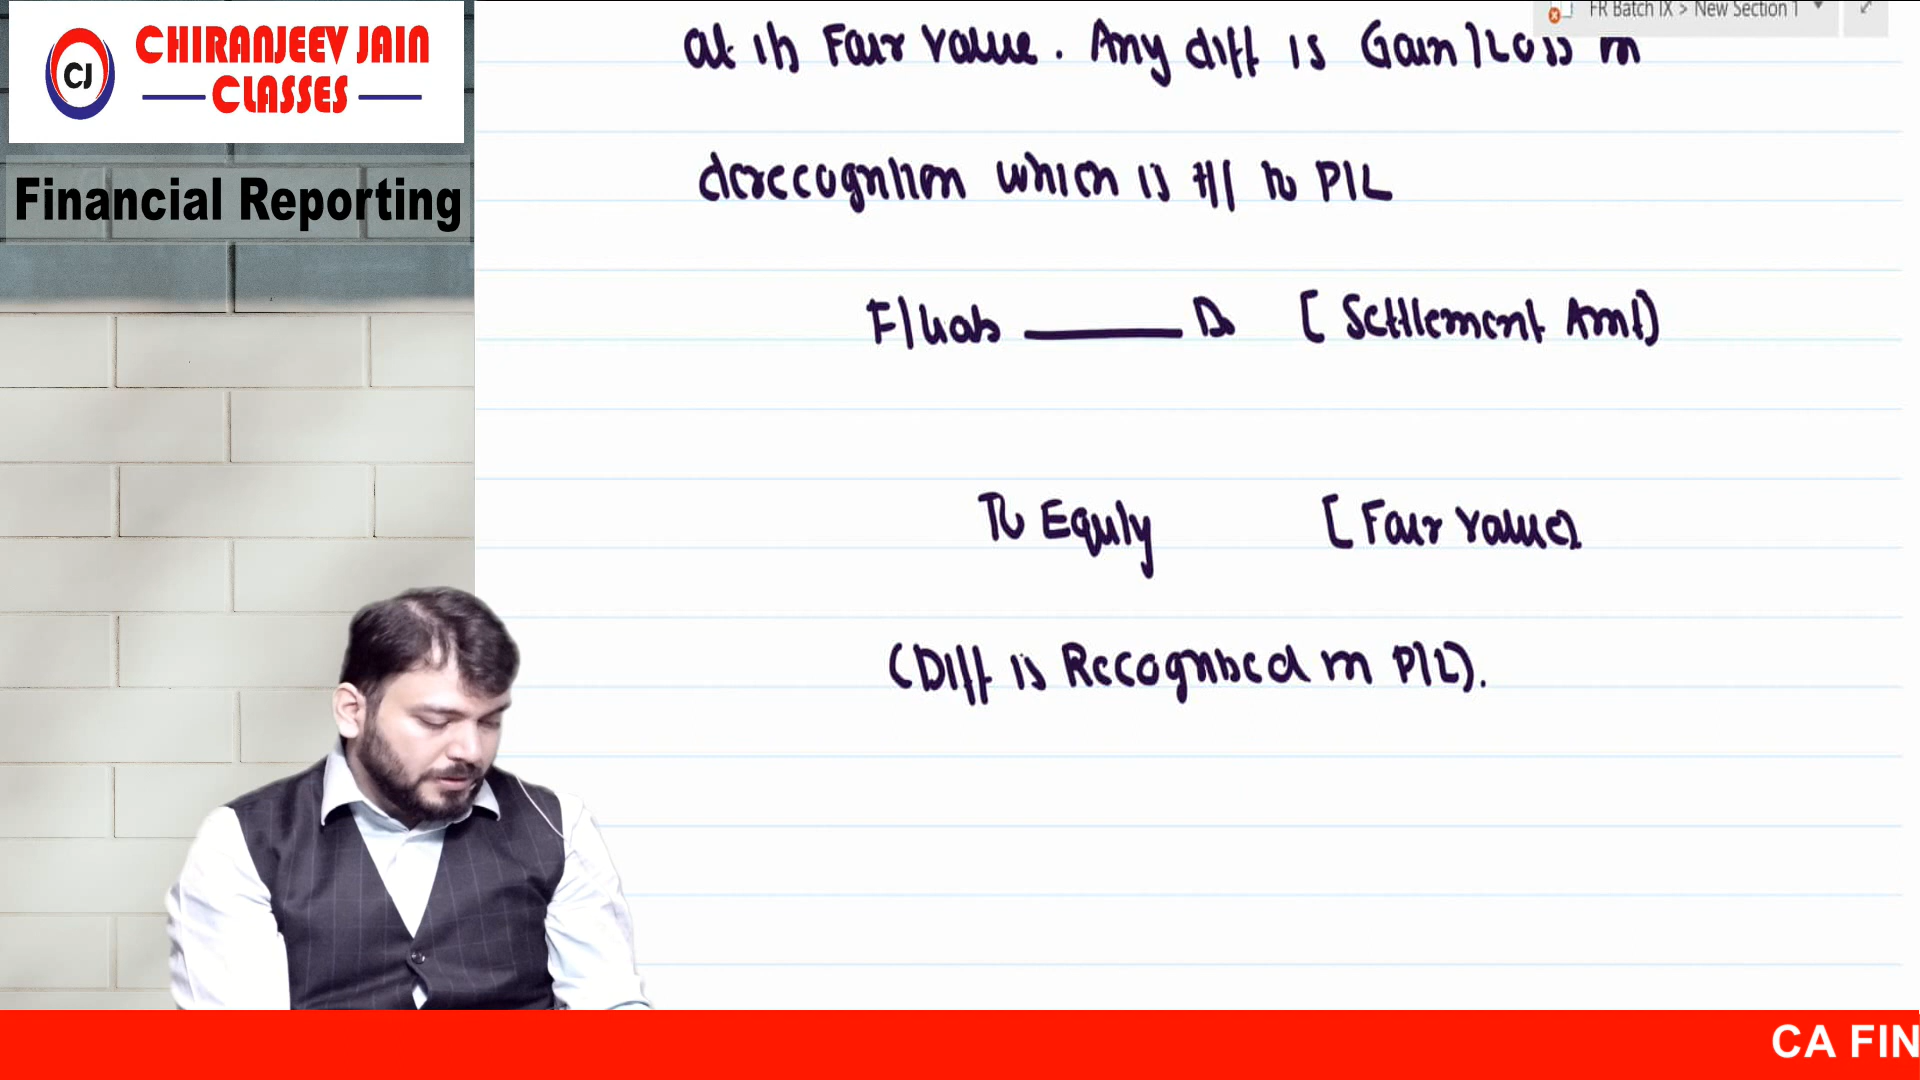 CHIRANJEEV JAIN
CJ
CLASSES
Financial Reporting
FR Batch IX > New Section 1
at its Fair Value. Any diff is Gain/Loss in
derecognition which is t/f to P/L
F/Liab Dr [Settlement Amt]
To Equity [Fair Value]
(Diff is Recognised in P/L).
CA FIN